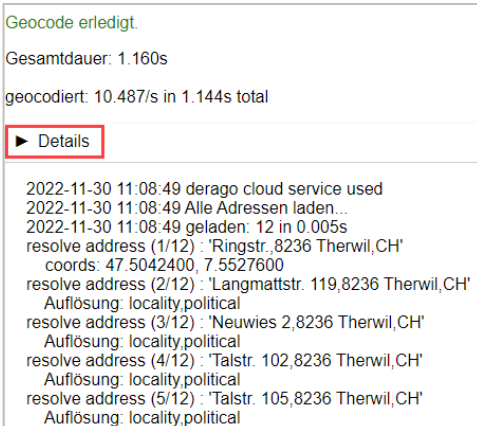 Geocode erledigt.
Gesamtdauer: 1.160s
geocodiert: 10.487/s in 1.144s total
► Details
2022-11-30 11:08:49 derago cloud service used
2022-11-30 11:08:49 Alle Adressen laden...
2022-11-30 11:08:49 geladen: 12 in 0.005s
resolve address (1/12) : 'Ringstr.,8236 Therwil,CH'
coords: 47.5042400, 7.5527600
resolve address (2/12) : 'Langmattstr. 119,8236 Therwil,CH'
Auflösung: locality,political
resolve address (3/12) : 'Neuwies 2,8236 Therwil,CH'
Auflösung: locality,political
resolve address (4/12) : 'Talstr. 102,8236 Therwil,CH'
Auflösung: locality,political
resolve address (5/12) : 'Talstr. 105,8236 Therwil,CH'
Auflösung: locality,political